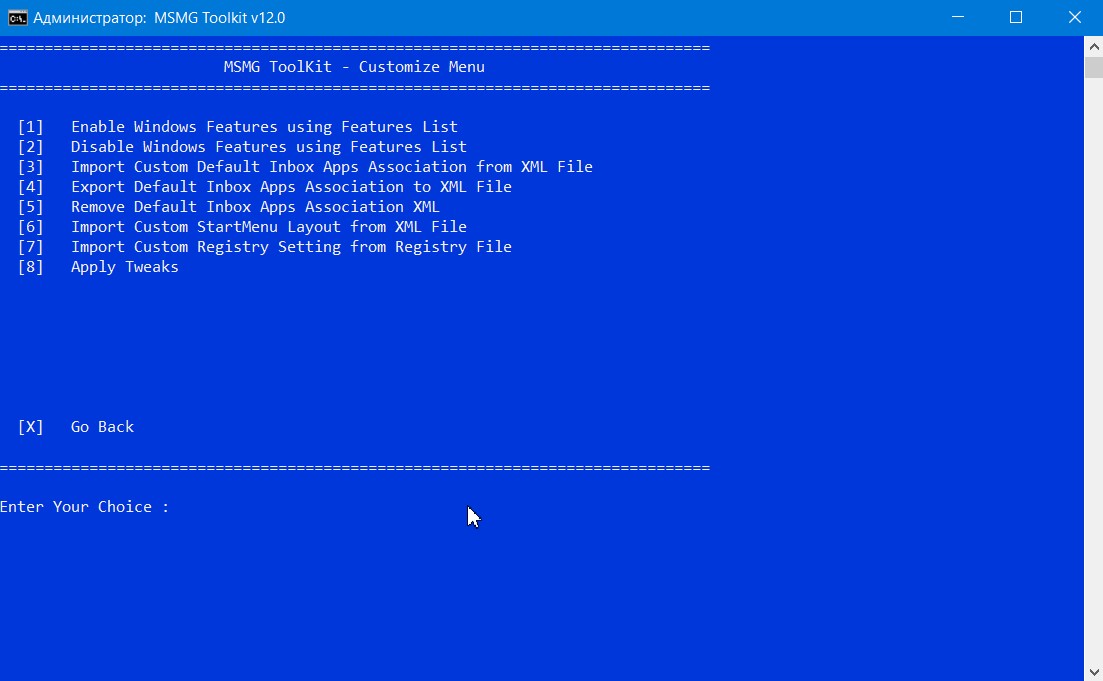 Администратор: MSMG Toolkit v12.0
===============================================================================
MSMG ToolKit - Customize Menu
===============================================================================
[1] Enable Windows Features using Features List
[2] Disable Windows Features using Features List
[3] Import Custom Default Inbox Apps Association from XML File
[4] Export Default Inbox Apps Association to XML File
[5] Remove Default Inbox Apps Association XML
[6] Import Custom StartMenu Layout from XML File
[7] Import Custom Registry Setting from Registry File
[8] Apply Tweaks
[X] Go Back
===============================================================================
Enter Your Choice :